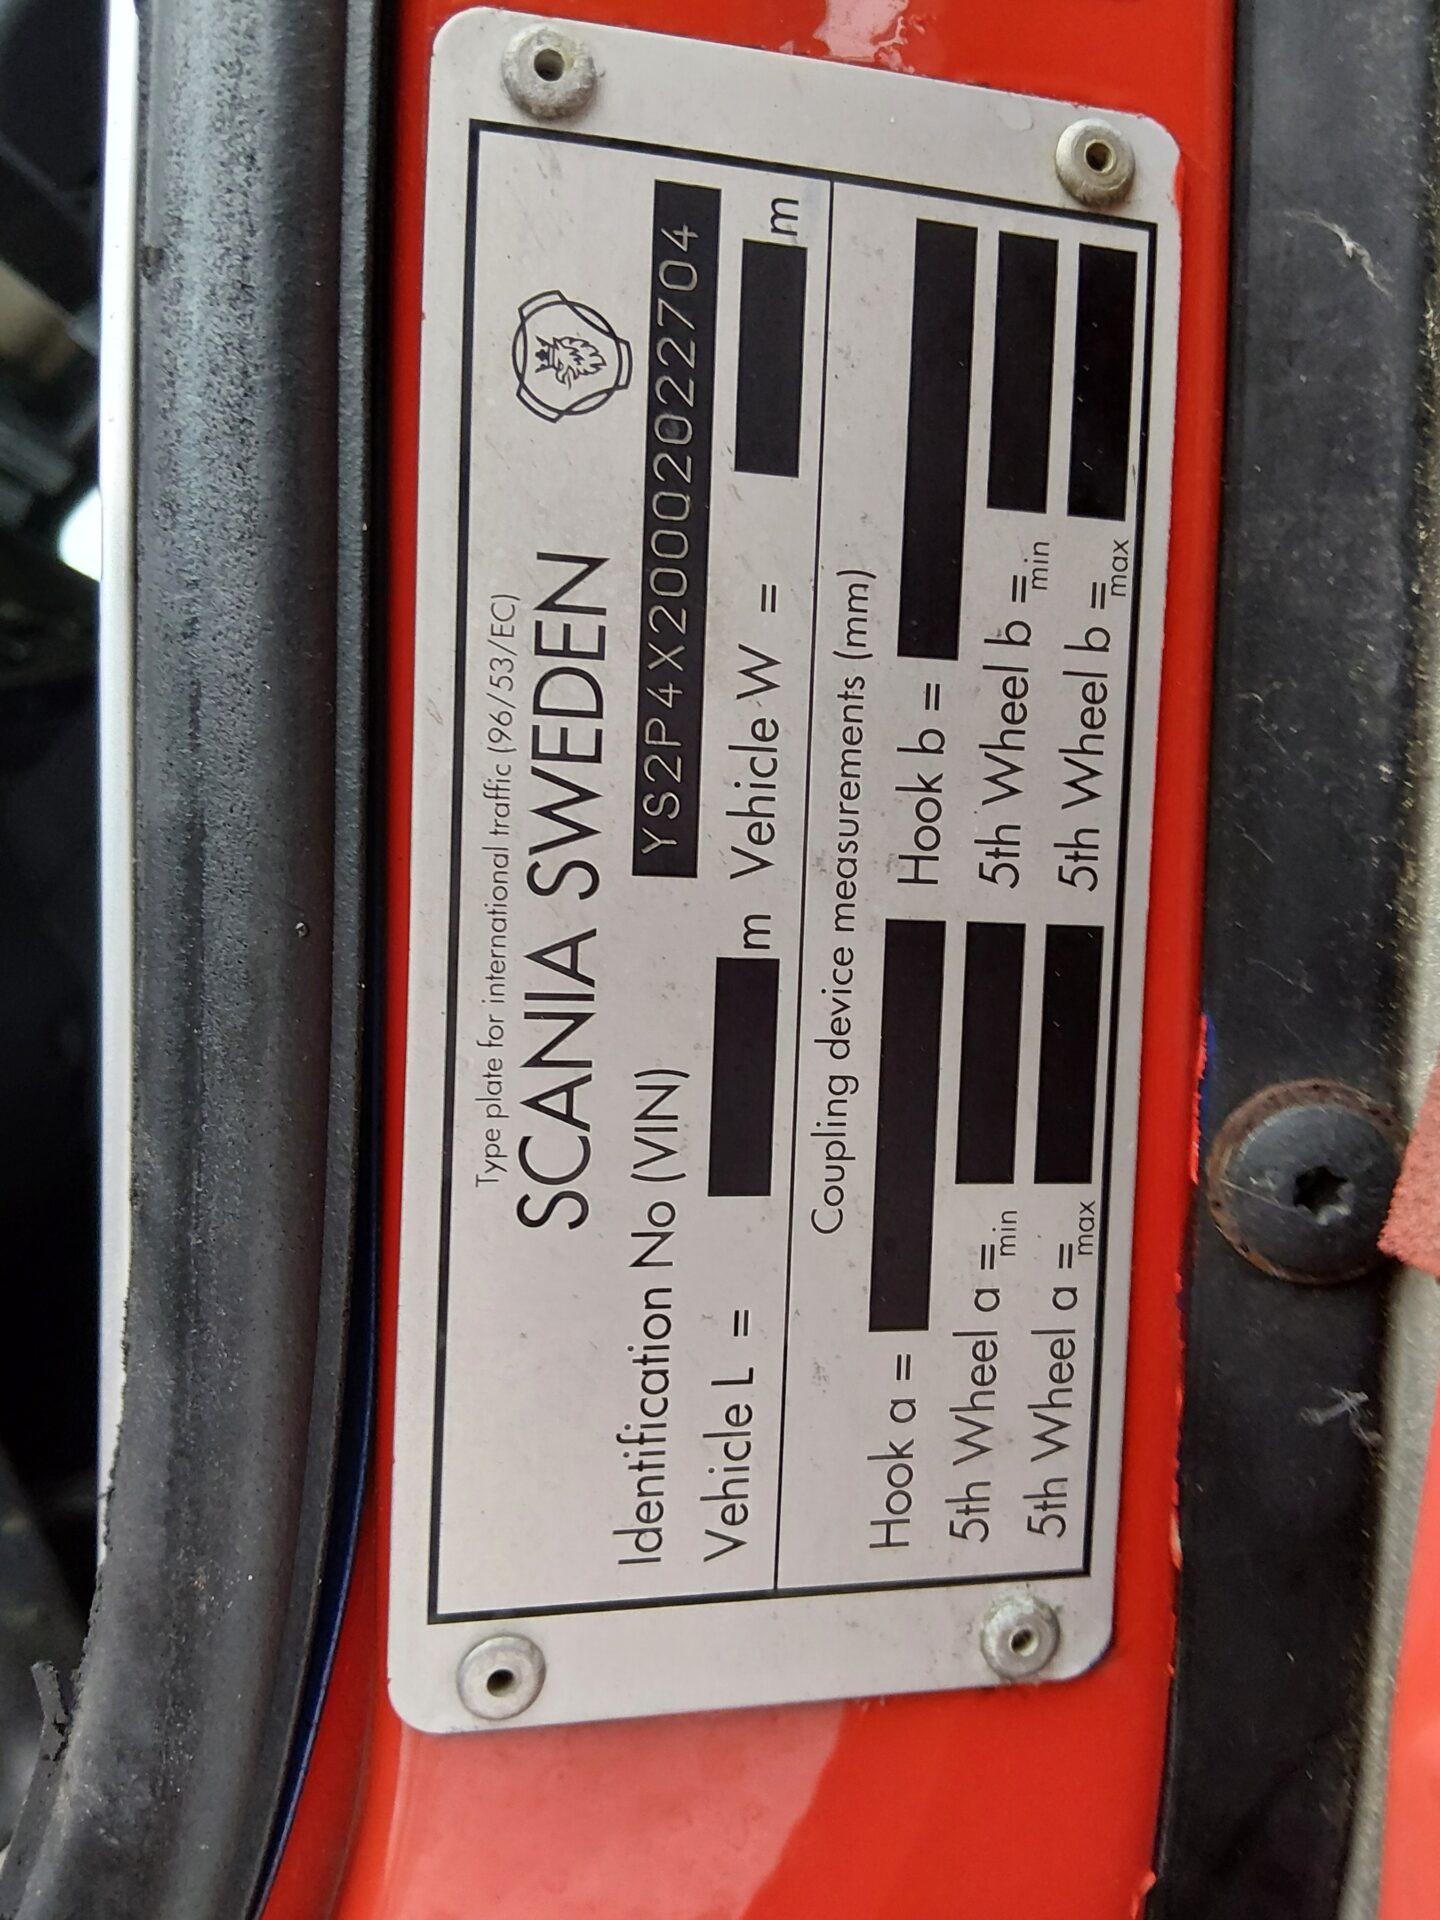 Type plate for international traffic (96/53/EC)
SCANIA SWEDEN
Identification No (VIN) YS2P4X20002022704
Vehicle L = m Vehicle W = m
Coupling device measurements (mm)
Hook a = Hook b =
5th Wheel a = min 5th Wheel b = min
5th Wheel a = max 5th Wheel b = max